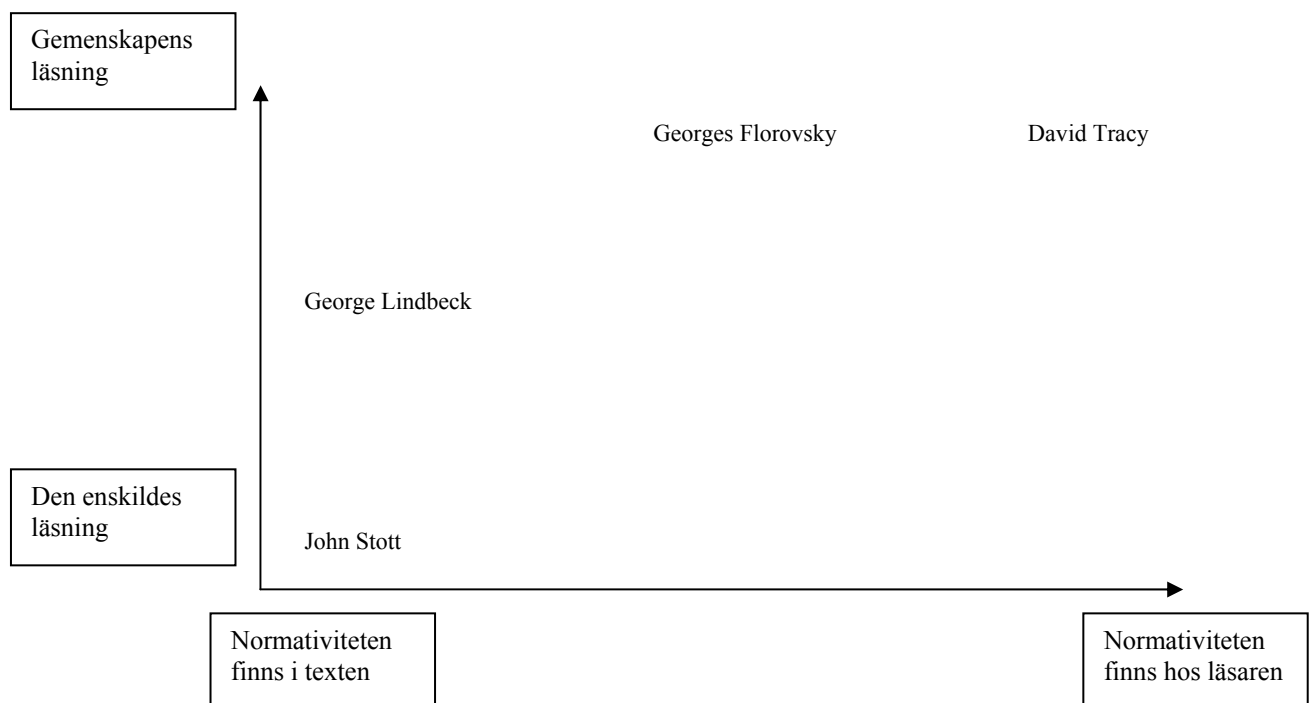 Gemenskapens
läsning
Georges Florovsky
David Tracy
George Lindbeck
Den enskildes
läsning
John Stott
Normativiteten
finns i texten
Normativiteten
finns hos läsaren